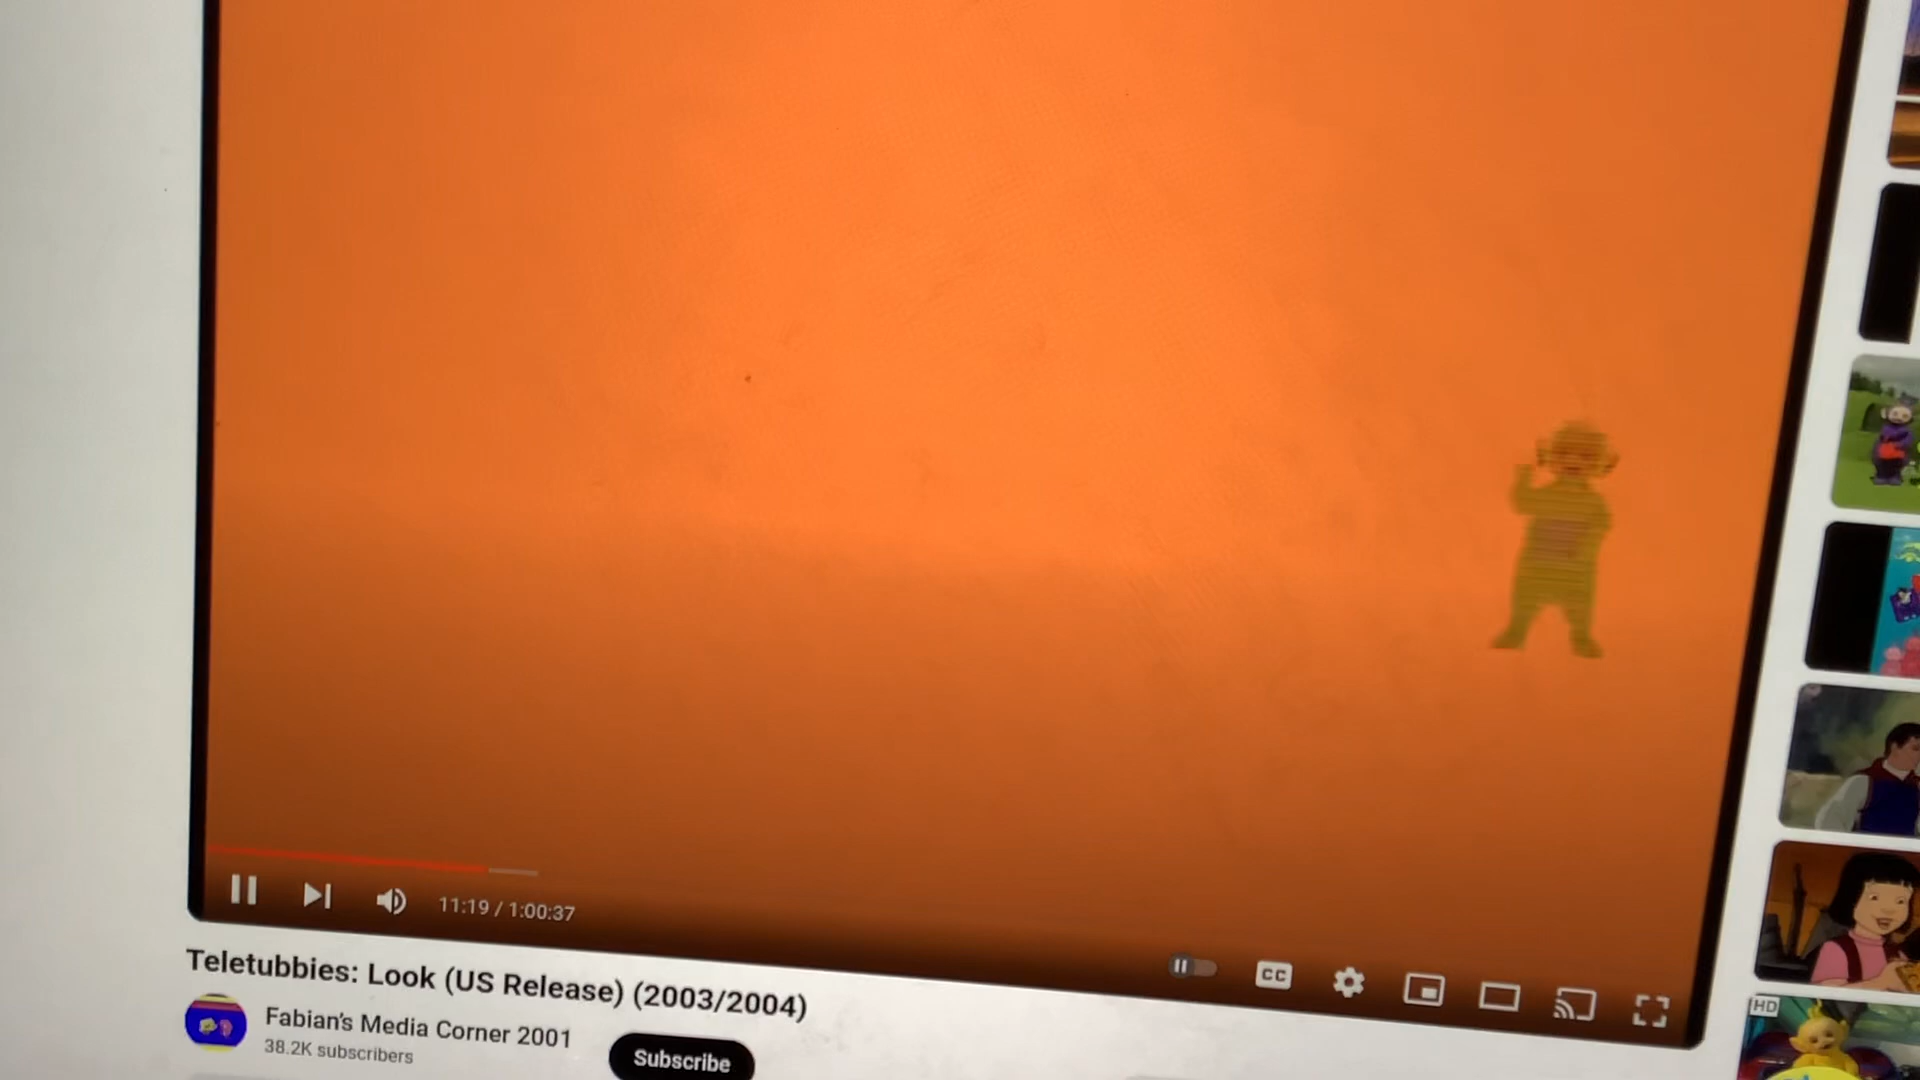 11:19 / 1:00:37
CC
Teletubbies: Look (US Release) (2003/2004)
Fabian's Media Corner 2001
38.2K subscribers
Subscribe
HD